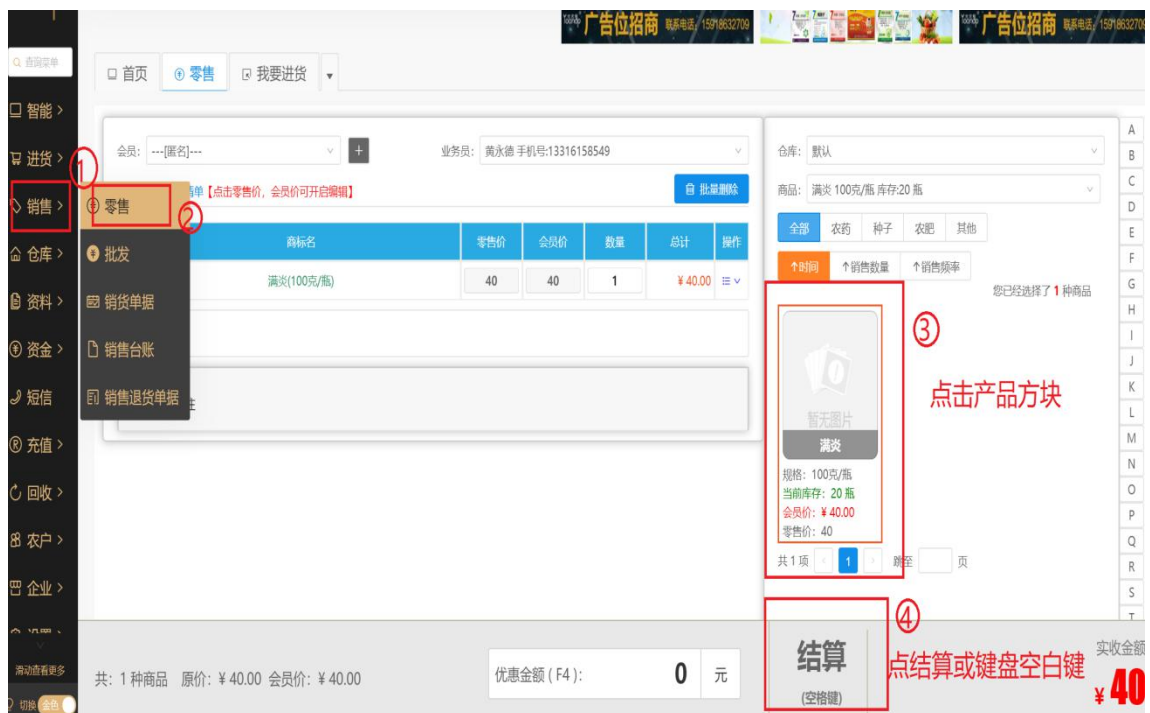 广告位招商 联系电话：15918632709
广告位招商 联系电话：15918632709
查询菜单
首页
零售
我要进货
智能
进货
销售
仓库
资料
资金
短信
充值
回收
农户
企业
滑动查看更多
切换 金色
①
②
零售
批发
销货单据
销售台账
销售退货单据
会员： ---[匿名]---
+
业务员： 黄永德 手机号:13316158549
单【点击零售价，会员价可开启编辑】
批量删除
商标名 零售价 会员价 数量 总计 操作
满炎(100克/瓶) 40 40 1 ¥ 40.00
注
仓库： 默认
商品： 满炎 100克/瓶 库存:20 瓶
全部 农药 种子 农肥 其他
↑时间 ↑销售数量 ↑销售频率
您已经选择了 1 种商品
暂无图片
满炎
规格：100克/瓶
当前库存：20 瓶
会员价：¥ 40.00
零售价：40
共 1 项 < 1 > 跳至 页
③
点击产品方块
④
点结算或键盘空白键
A
B
C
D
E
F
G
H
I
J
K
L
M
N
O
P
Q
R
S
T
共：1 种商品 原价：¥ 40.00 会员价：¥ 40.00
优惠金额 ( F4 )： 0 元
结算
(空格键)
实收金额
¥ 40